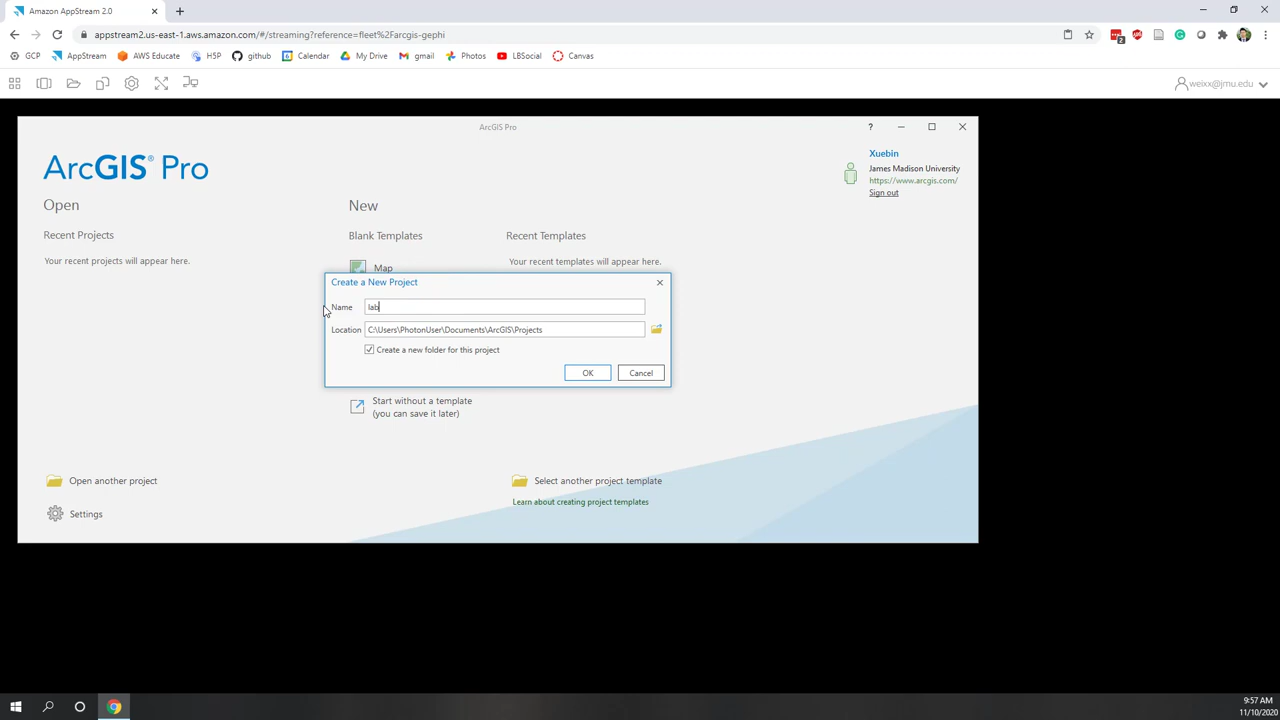 Amazon AppStream 2.0
appstream2.us-east-1.aws.amazon.com/#/streaming?reference=fleet%2Farcgis-gephi
2
GCP AppStream AWS Educate H5P github Calendar My Drive gmail Photos LBSocial Canvas
weixx@jmu.edu
ArcGIS Pro
?
ArcGIS® Pro
Xuebin
James Madison University
https://www.arcgis.com/
Sign out
Open
New
Recent Projects
Blank Templates
Recent Templates
Your recent projects will appear here.
Your recent templates will appear here.
Map
Create a New Project
Name lab
Location C:\Users\PhotonUser\Documents\ArcGIS\Projects
Create a new folder for this project
OK Cancel
Start without a template
(you can save it later)
Open another project
Select another project template
Learn about creating project templates
Settings
9:57 AM
11/10/2020